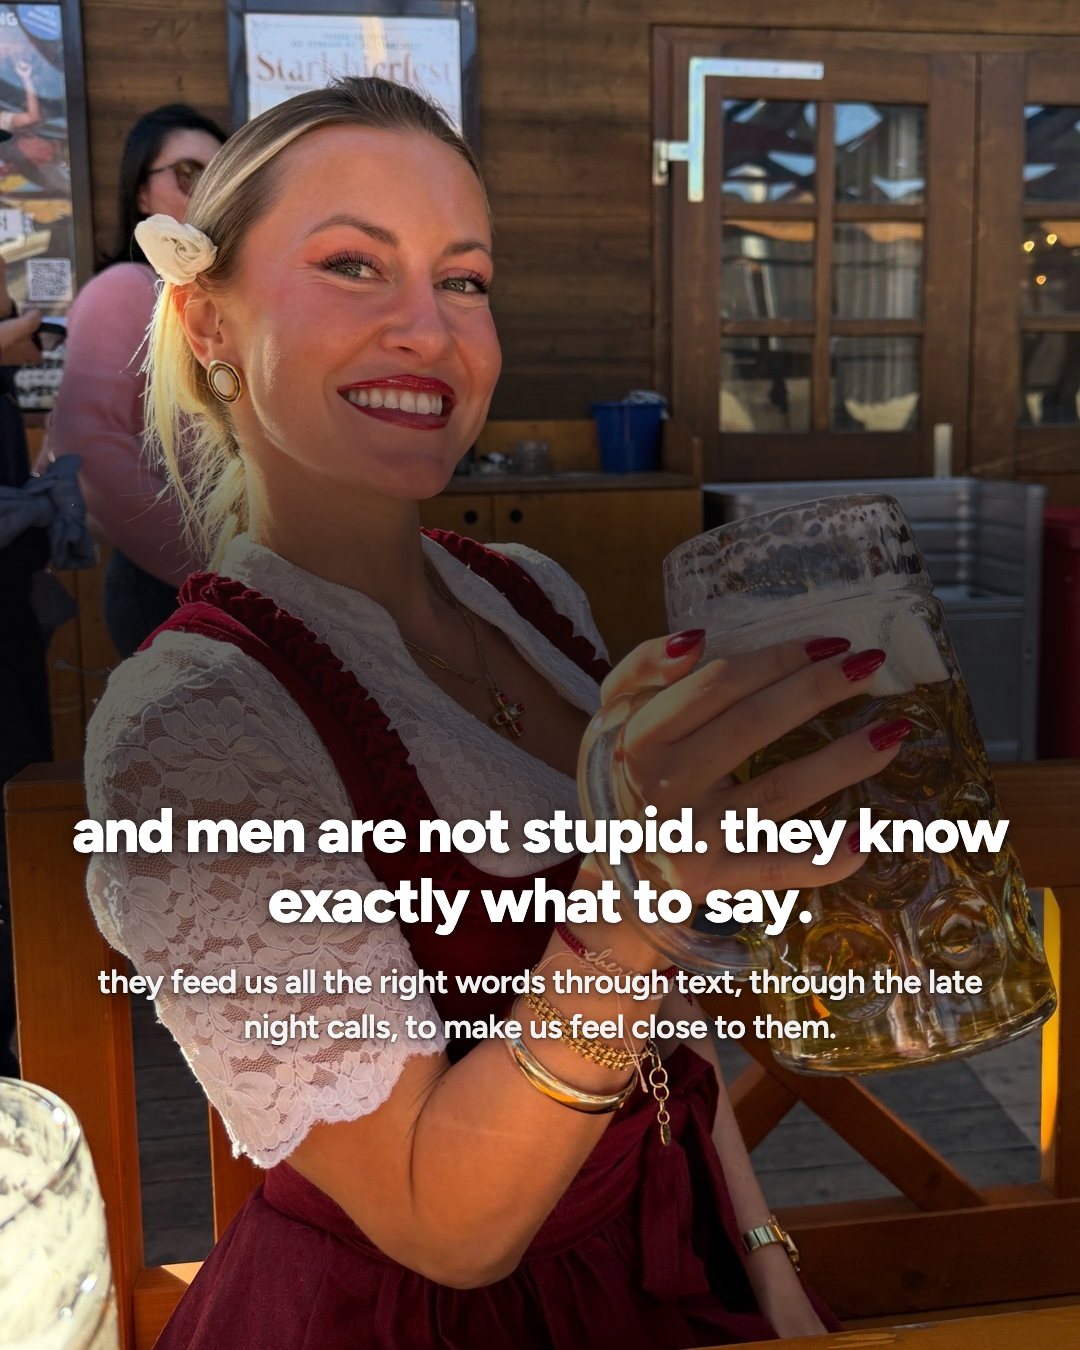 Starkbierfest
and men are not stupid. they know
exactly what to say.
they feed us all the right words through text, through the late
night calls, to make us feel close to them.